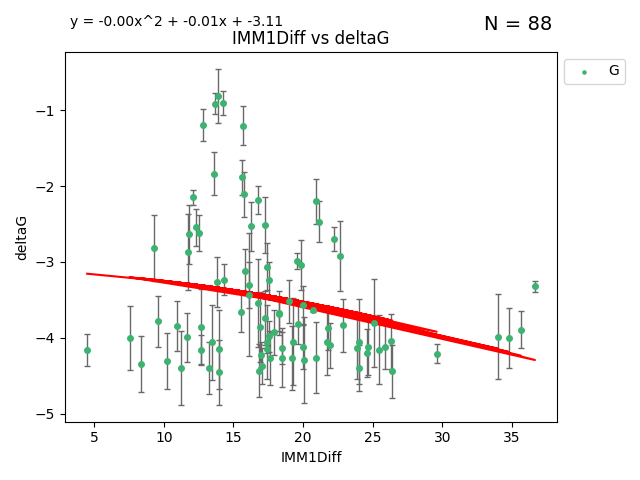 y = -0.00x^2 + -0.01x + -3.11
N = 88
IMM1Diff vs deltaG
G
deltaG
−1
−2
−3
−4
−5
5 10 15 20 25 30 35
IMM1Diff